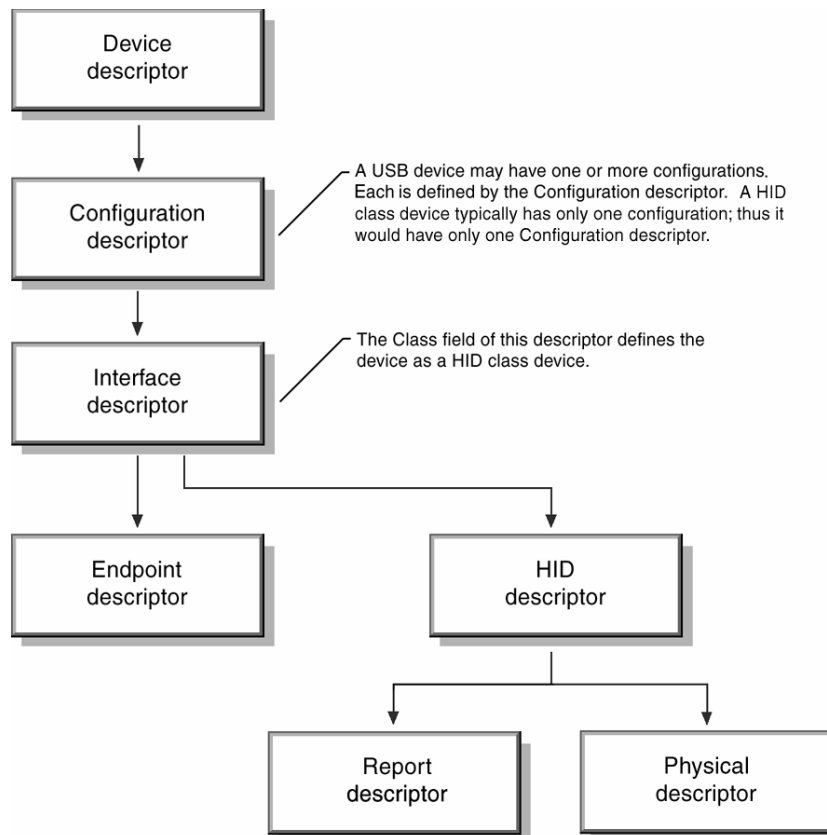 Device
descriptor
A USB device may have one or more configurations.
Each is defined by the Configuration descriptor. A HID
class device typically has only one configuration; thus it
would have only one Configuration descriptor.
Configuration
descriptor
The Class field of this descriptor defines the
device as a HID class device.
Interface
descriptor
Endpoint
descriptor
HID
descriptor
Report
descriptor
Physical
descriptor